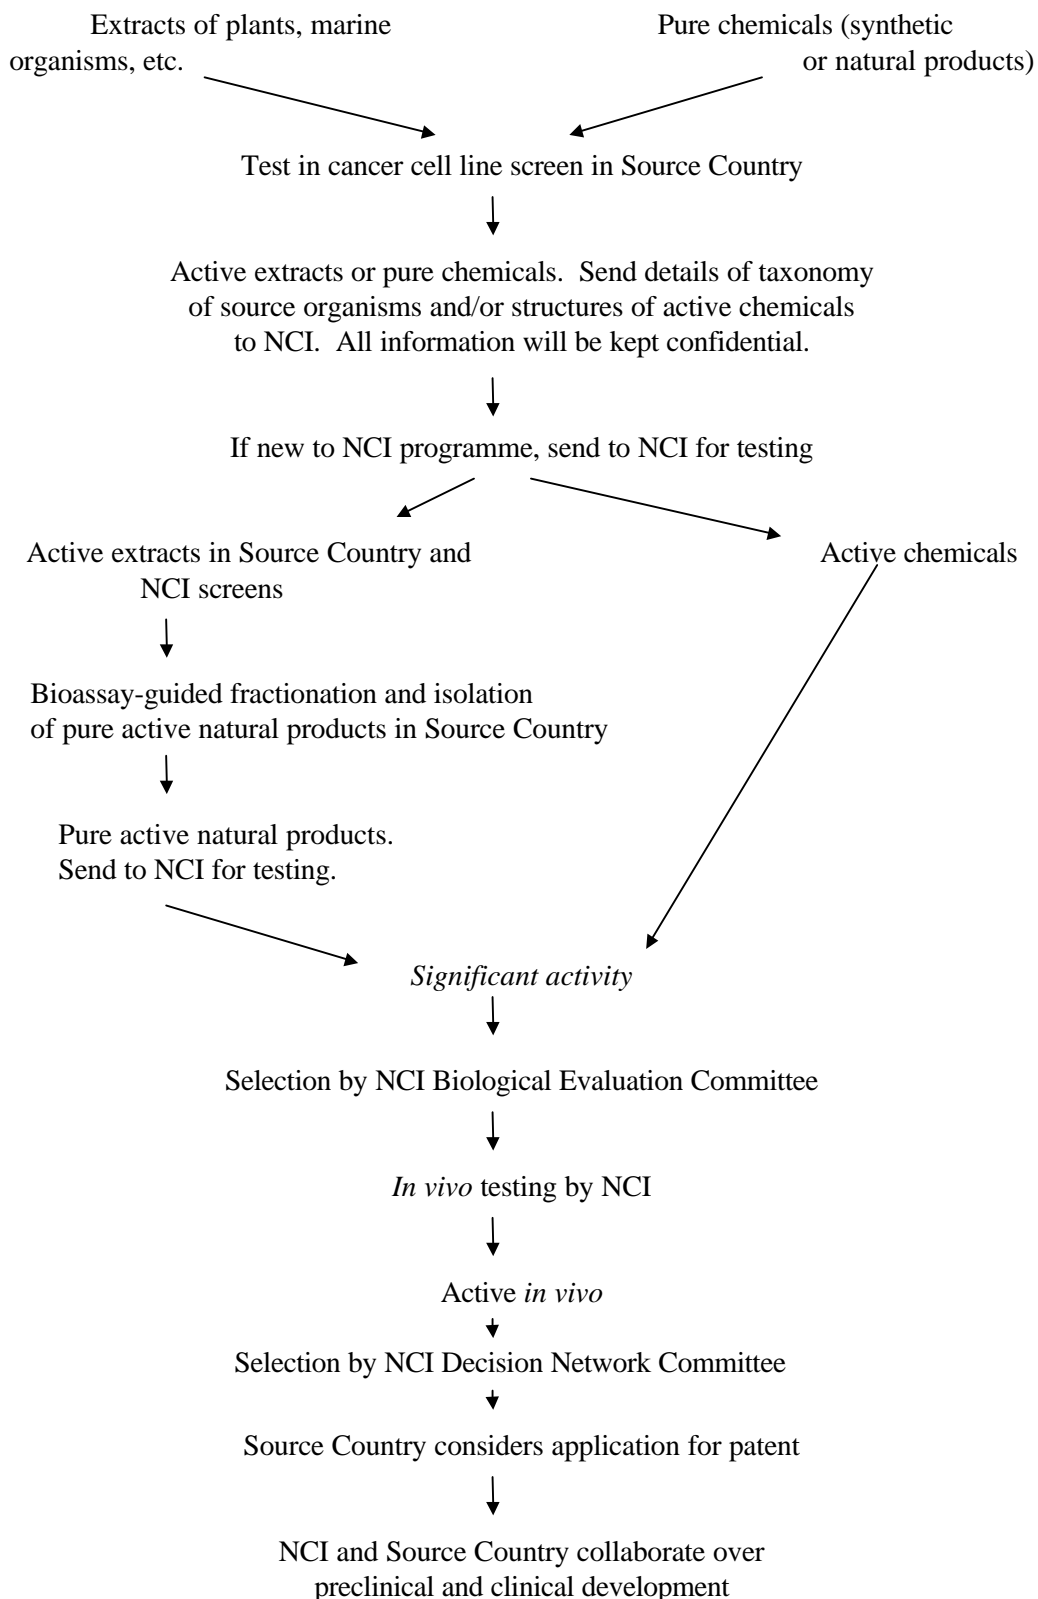 Extracts of plants, marine
organisms, etc.
Pure chemicals (synthetic
or natural products)
Test in cancer cell line screen in Source Country
Active extracts or pure chemicals.  Send details of taxonomy
of source organisms and/or structures of active chemicals
to NCI.  All information will be kept confidential.
If new to NCI programme, send to NCI for testing
Active extracts in Source Country and
NCI screens
Active chemicals
Bioassay-guided fractionation and isolation
of pure active natural products in Source Country
Pure active natural products.
Send to NCI for testing.
Significant activity
Selection by NCI Biological Evaluation Committee
In vivo testing by NCI
Active in vivo
Selection by NCI Decision Network Committee
Source Country considers application for patent
NCI and Source Country collaborate over
preclinical and clinical development